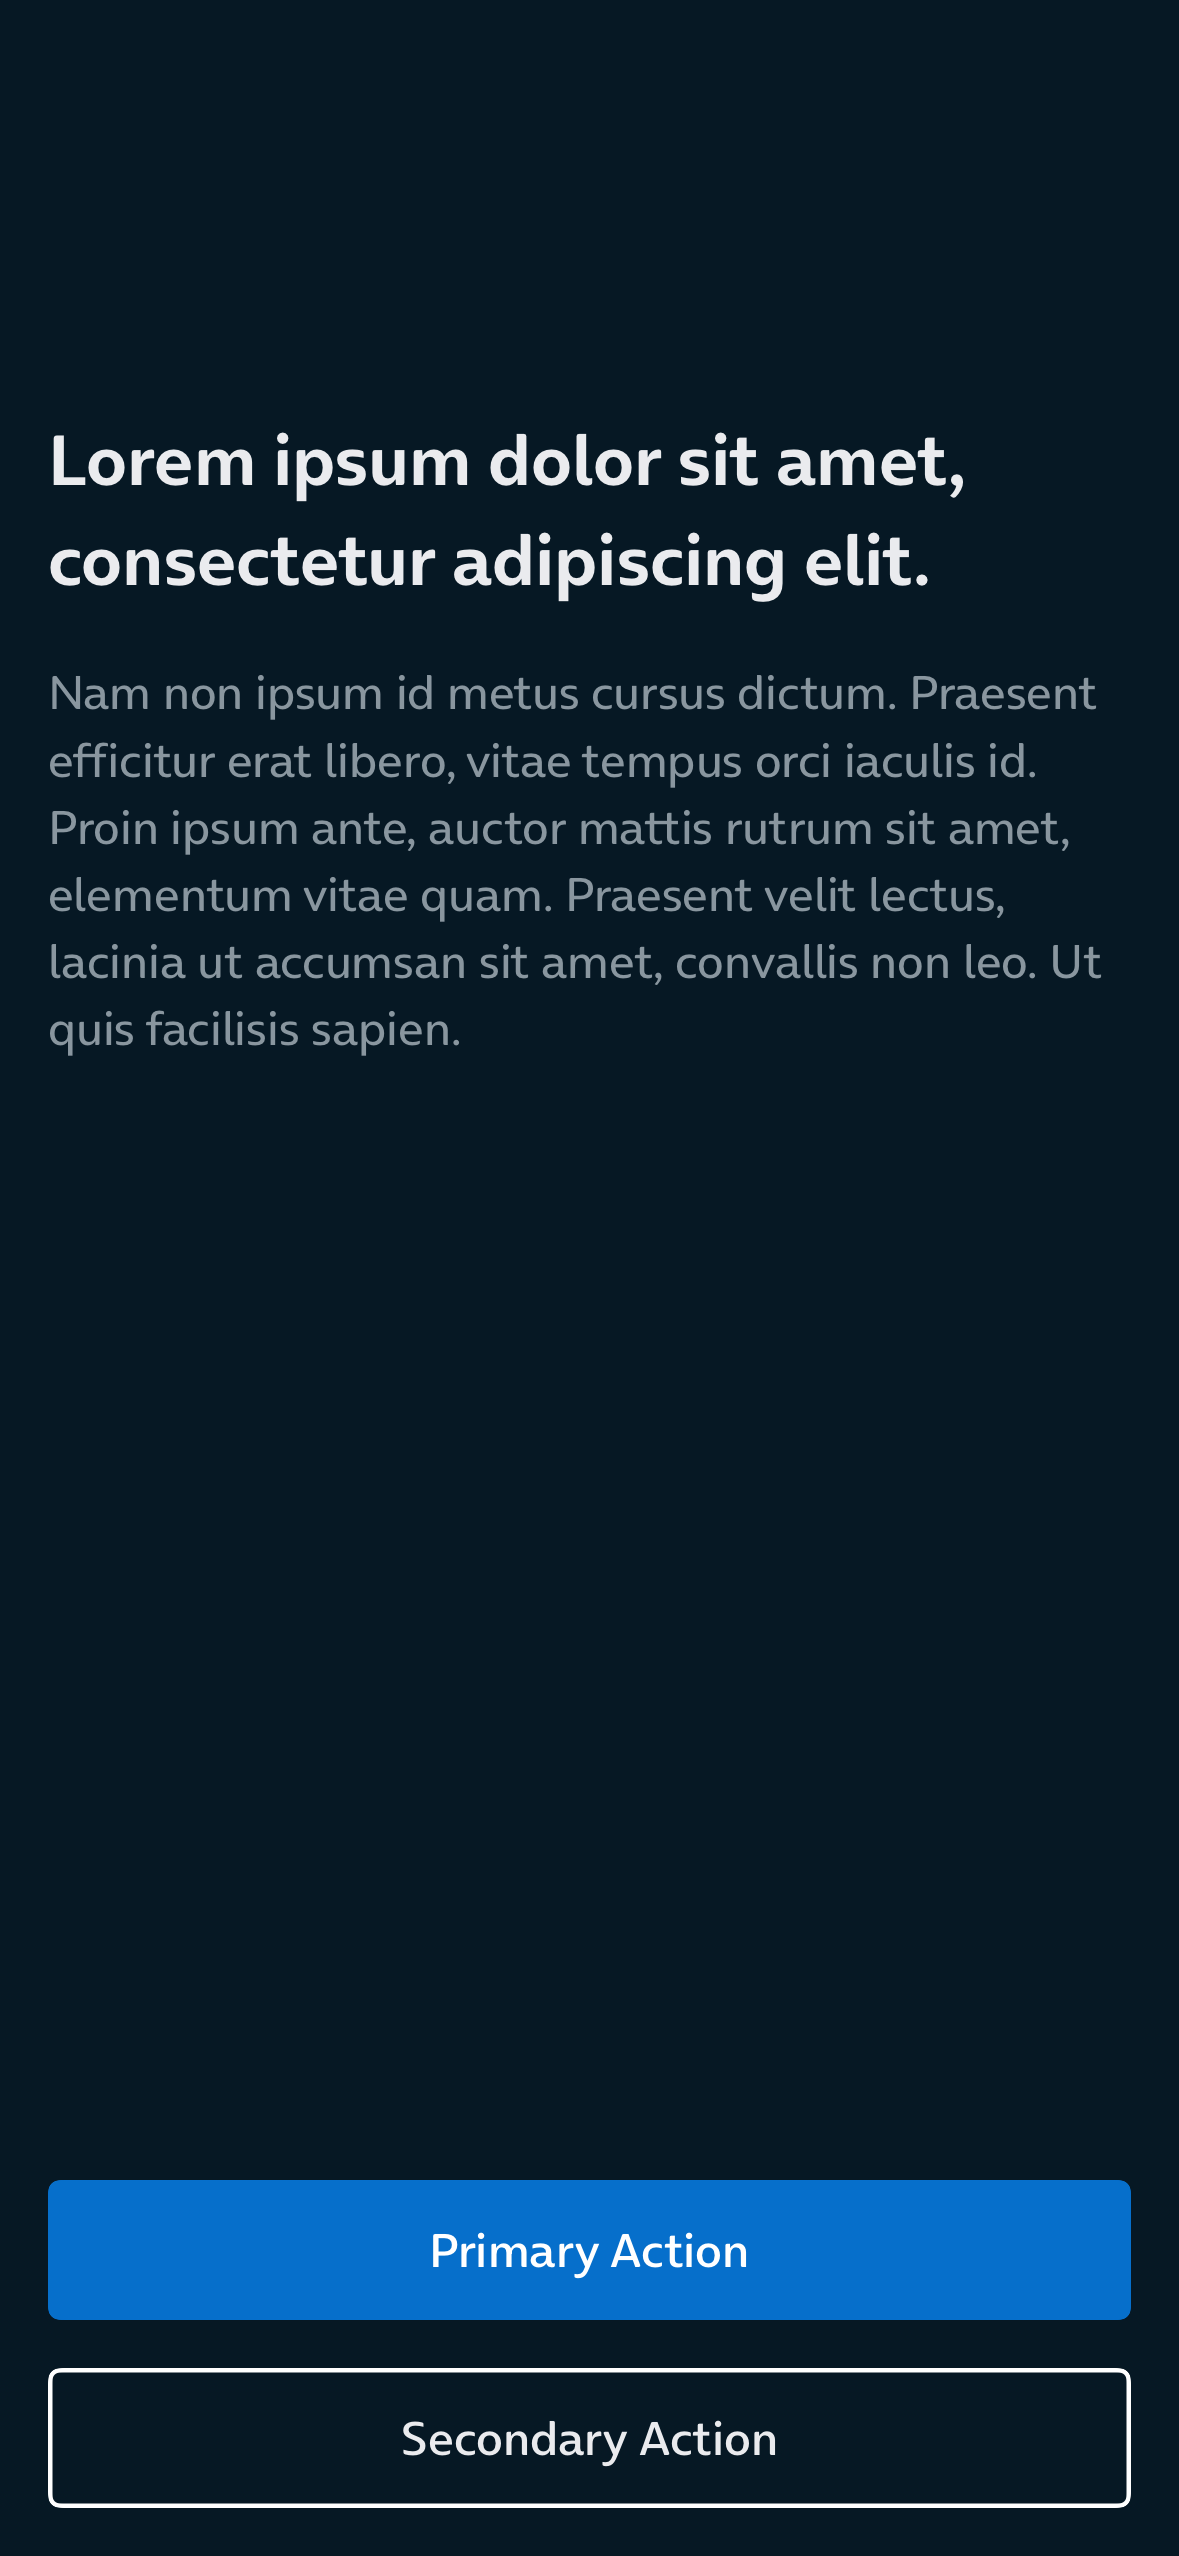 Lorem ipsum dolor sit amet,
consectetur adipiscing elit.
Nam non ipsum id metus cursus dictum. Praesent
efficitur erat libero, vitae tempus orci iaculis id.
Proin ipsum ante, auctor mattis rutrum sit amet,
elementum vitae quam. Praesent velit lectus,
lacinia ut accumsan sit amet, convallis non leo. Ut
quis facilisis sapien.
Primary Action
Secondary Action